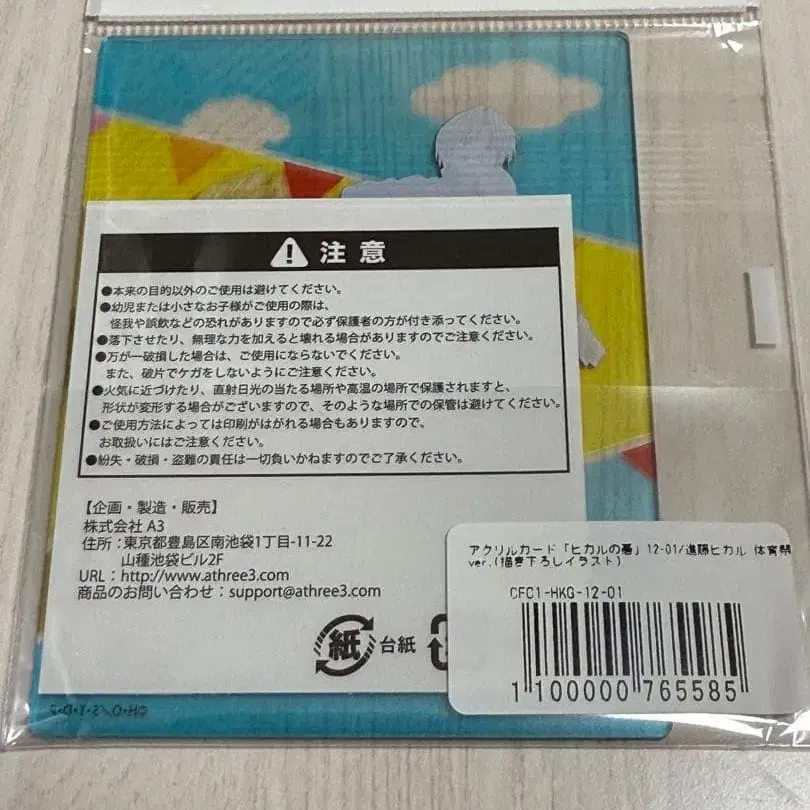 注意
●本来の目的以外のご使用は避けてください。
●幼児または小さなお子様がご使用の際は、
怪我や誤飲などの恐れがありますので必ず保護者の方が付き添ってください。
●落下させたり、無理な力を加えると壊れる場合がありますのでご注意ください。
●万が一破損した場合は、ご使用にならないでください。
また、破片でケガをしないようにご注意ください。
●火気に近づけたり、直射日光の当たる場所や高温の場所で保護されますと、
形状が変形する場合がございますので、そのような場所での保管は避けてください。
●ご使用方法によっては印刷がはがれる場合もありますので、
お取扱いにはご注意ください。
●紛失・破損・盗難の責任は一切負いかねますのでご了承ください。
【企画・製造・販売】
株式会社 A3
住所：東京都豊島区南池袋1丁目-11-22
山種池袋ビル2F
URL：http://www.athree3.com
商品のお問い合わせ：support@athree3.com
紙 台紙
アクリルカード「ヒカルの碁」12-01/進藤ヒカル 体育祭
ver.(描き下ろしイラスト)
CFC1-HKG-12-01
1 100000 765585